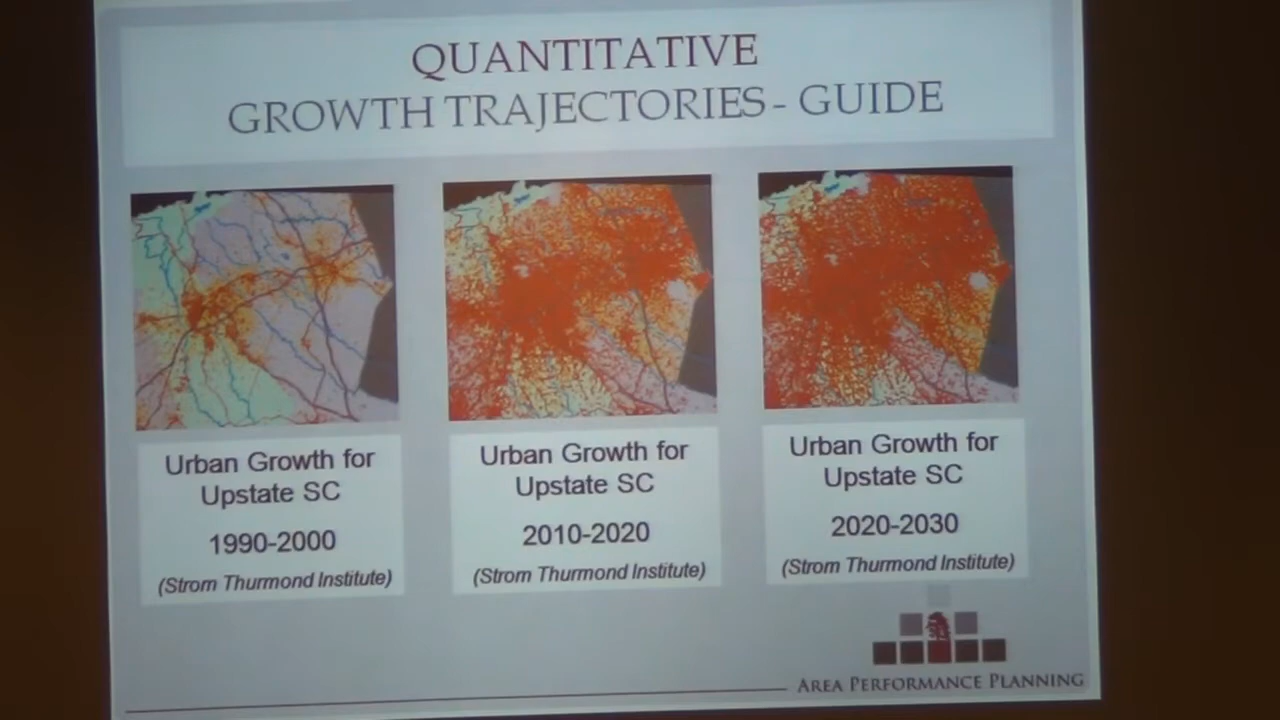 QUANTITATIVE
GROWTH TRAJECTORIES - GUIDE
Urban Growth for
Upstate SC
1990-2000
(Strom Thurmond Institute)
Urban Growth for
Upstate SC
2010-2020
(Strom Thurmond Institute)
Urban Growth for
Upstate SC
2020-2030
(Strom Thurmond Institute)
AREA PERFORMANCE PLANNING